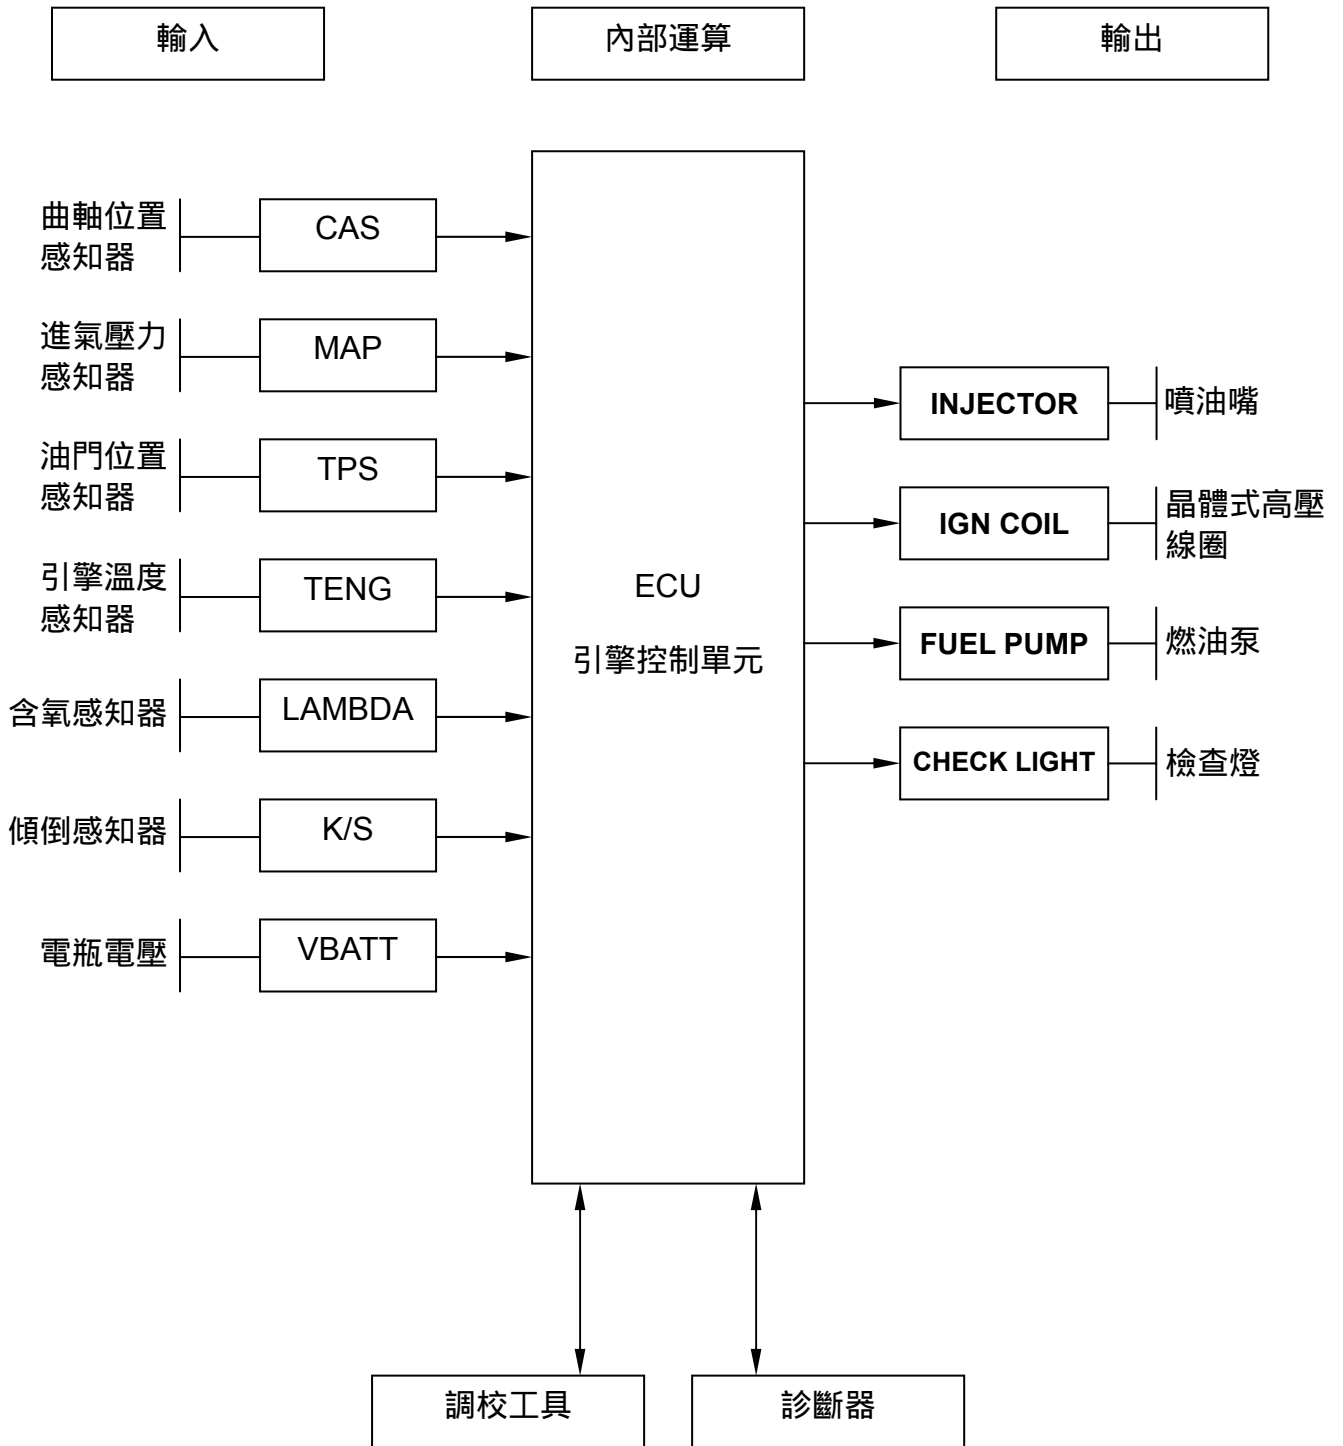 輸入
內部運算
輸出
曲軸位置
感知器
CAS
進氣壓力
感知器
MAP
油門位置
感知器
TPS
引擎溫度
感知器
TENG
含氧感知器
LAMBDA
傾倒感知器
K/S
電瓶電壓
VBATT
ECU
引擎控制單元
INJECTOR
噴油嘴
IGN COIL
晶體式高壓
線圈
FUEL PUMP
燃油泵
CHECK LIGHT
檢查燈
調校工具
診斷器